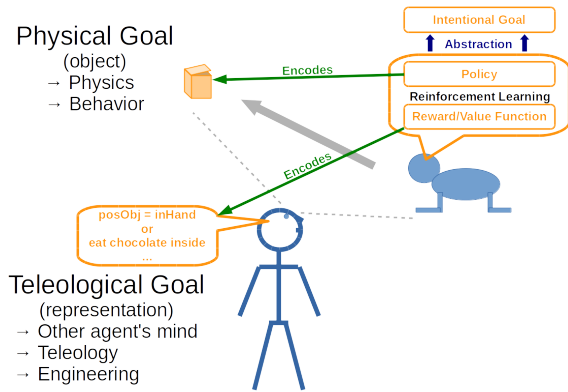 Physical Goal
(object)
→ Physics
→ Behavior
Intentional Goal
Abstraction
Policy
Reinforcement Learning
Reward/Value Function
Encodes
Encodes
posObj = inHand
or
eat chocolate inside
...
Teleological Goal
(representation)
→ Other agent's mind
→ Teleology
→ Engineering